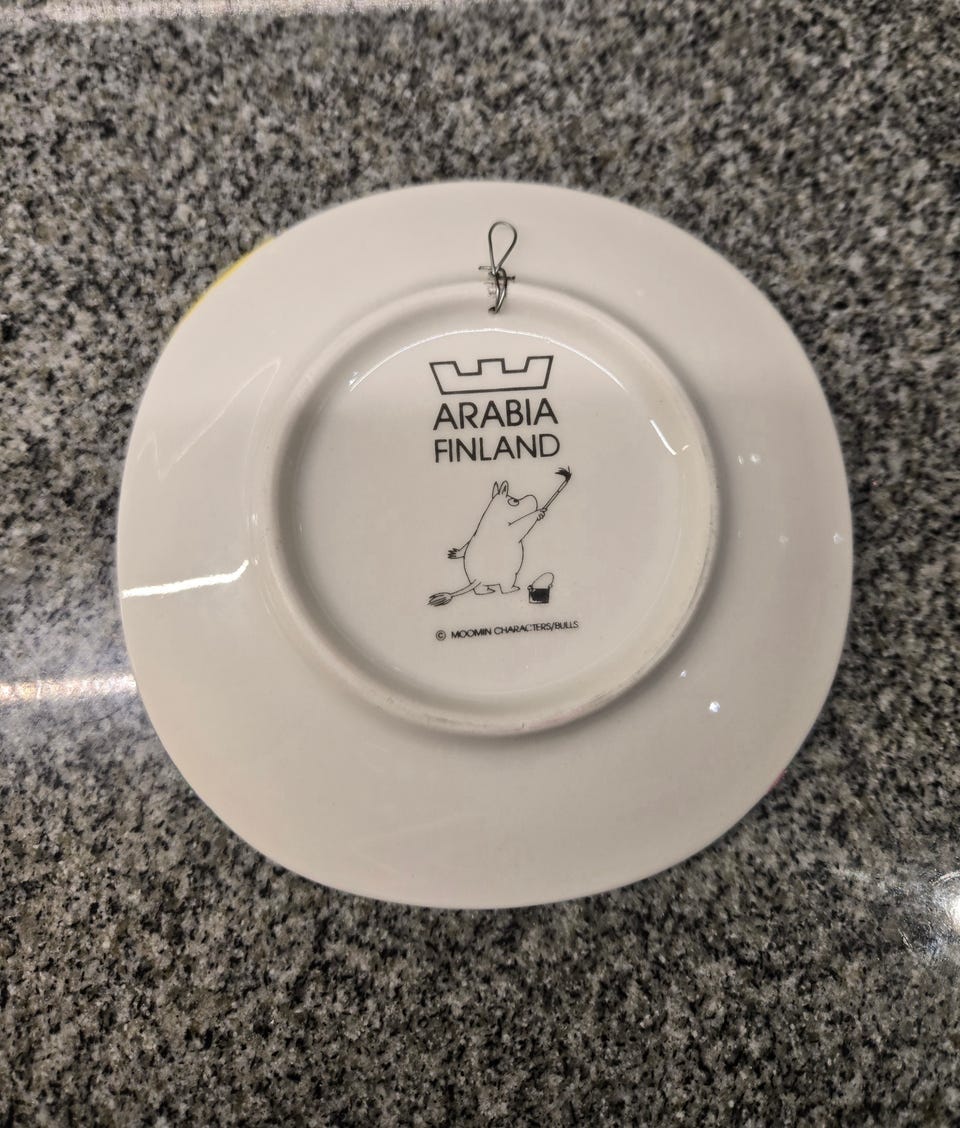 ARABIA
FINLAND
© MOOMIN CHARACTERS/BULLS